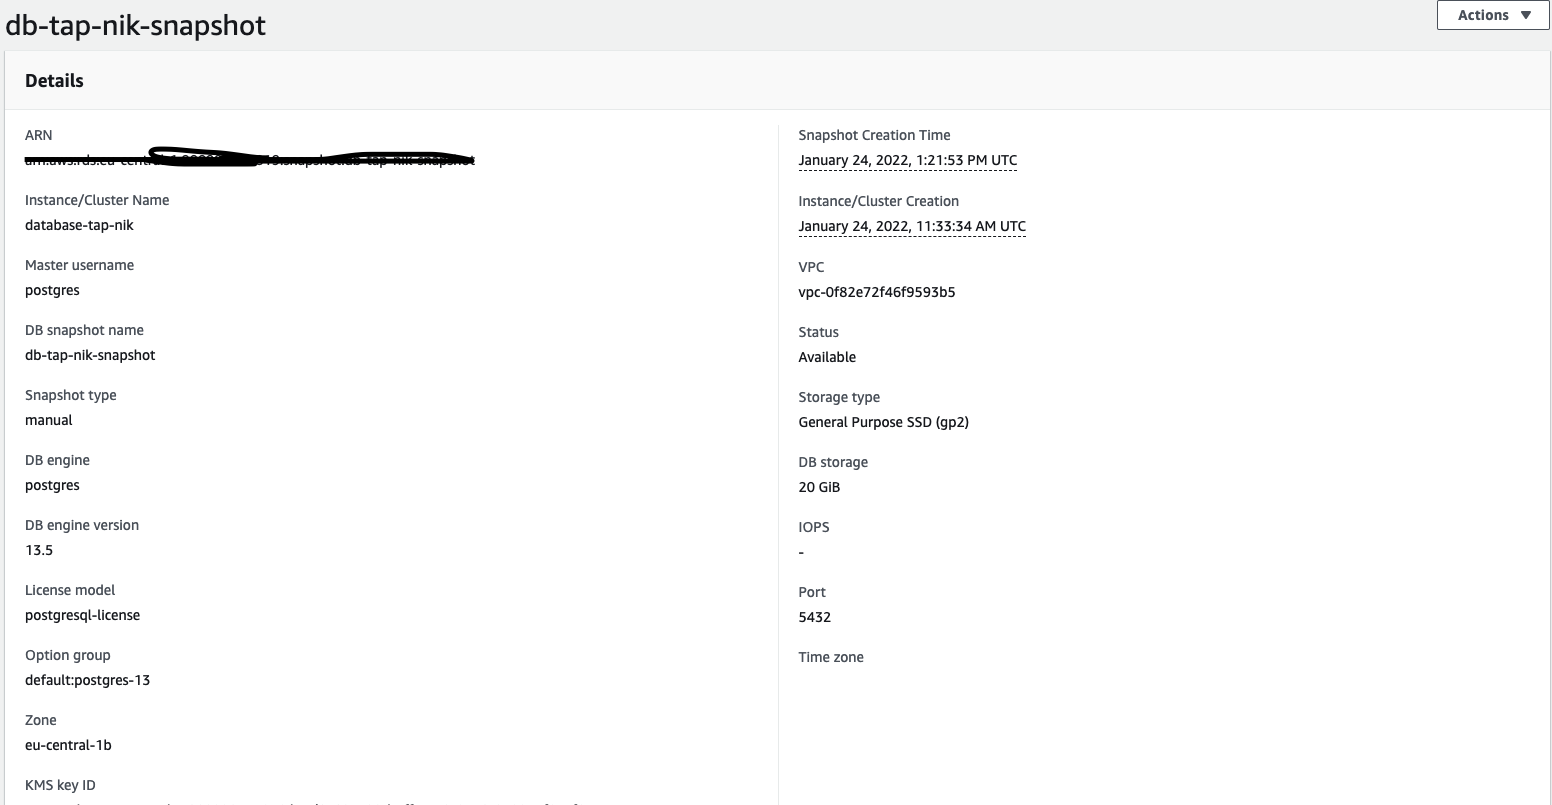 db-tap-nik-snapshot
Actions
Details
ARN
Instance/Cluster Name
database-tap-nik
Master username
postgres
DB snapshot name
db-tap-nik-snapshot
Snapshot type
manual
DB engine
postgres
DB engine version
13.5
License model
postgresql-license
Option group
default:postgres-13
Zone
eu-central-1b
KMS key ID
Snapshot Creation Time
January 24, 2022, 1:21:53 PM UTC
Instance/Cluster Creation
January 24, 2022, 11:33:34 AM UTC
VPC
vpc-0f82e72f46f9593b5
Status
Available
Storage type
General Purpose SSD (gp2)
DB storage
20 GiB
IOPS
-
Port
5432
Time zone